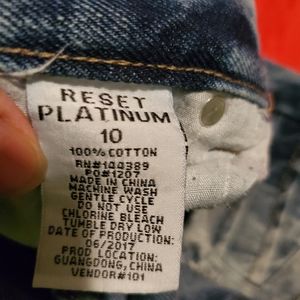 RESET
PLATINUM
10
100% COTTON
RN#144389
PO#1207
MADE IN CHINA
MACHINE WASH
GENTLE CYCLE
DO NOT USE
CHLORINE BLEACH
TUMBLE DRY LOW
DATE OF PRODUCTION:
06/2017
PROD LOCATION:
GUANGDONG, CHINA
VENDOR#101